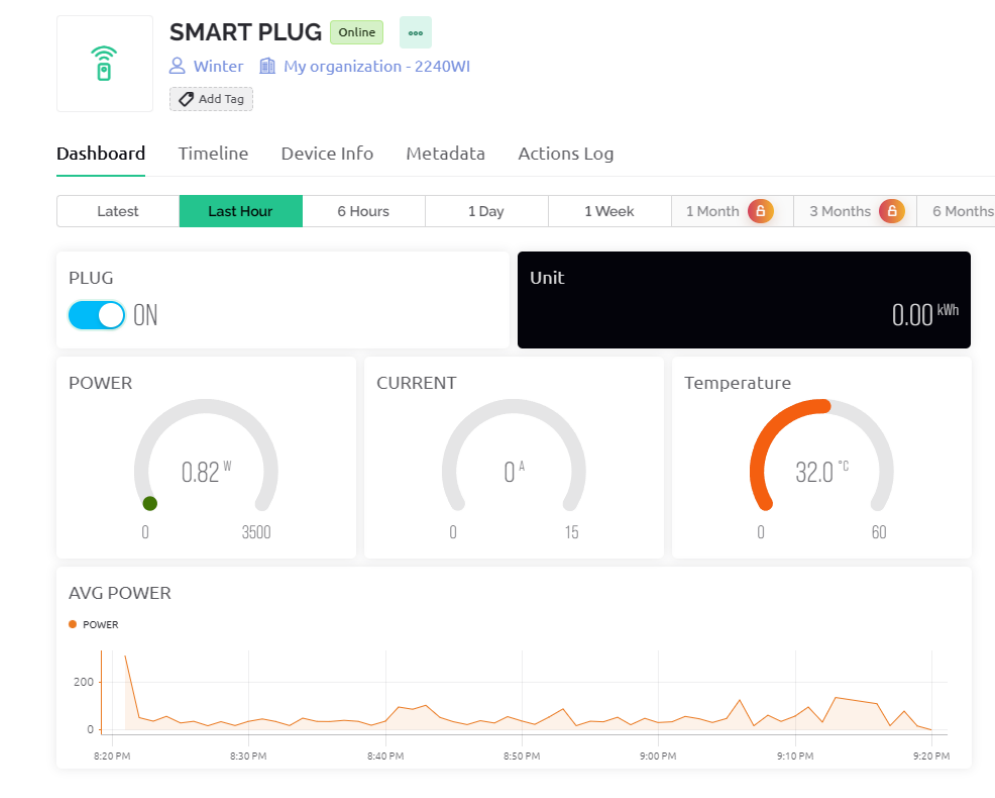 SMART PLUG Online
Winter My organization - 2240WI
Add Tag
Dashboard Timeline Device Info Metadata Actions Log
Latest Last Hour 6 Hours 1 Day 1 Week 1 Month 3 Months 6 Months
PLUG
ON
Unit
0.00 kWh
POWER
0.82 W
0 3500
CURRENT
0 A
0 15
Temperature
32.0 °C
0 60
AVG POWER
POWER
200
0
8:20 PM 8:30 PM 8:40 PM 8:50 PM 9:00 PM 9:10 PM 9:20 PM